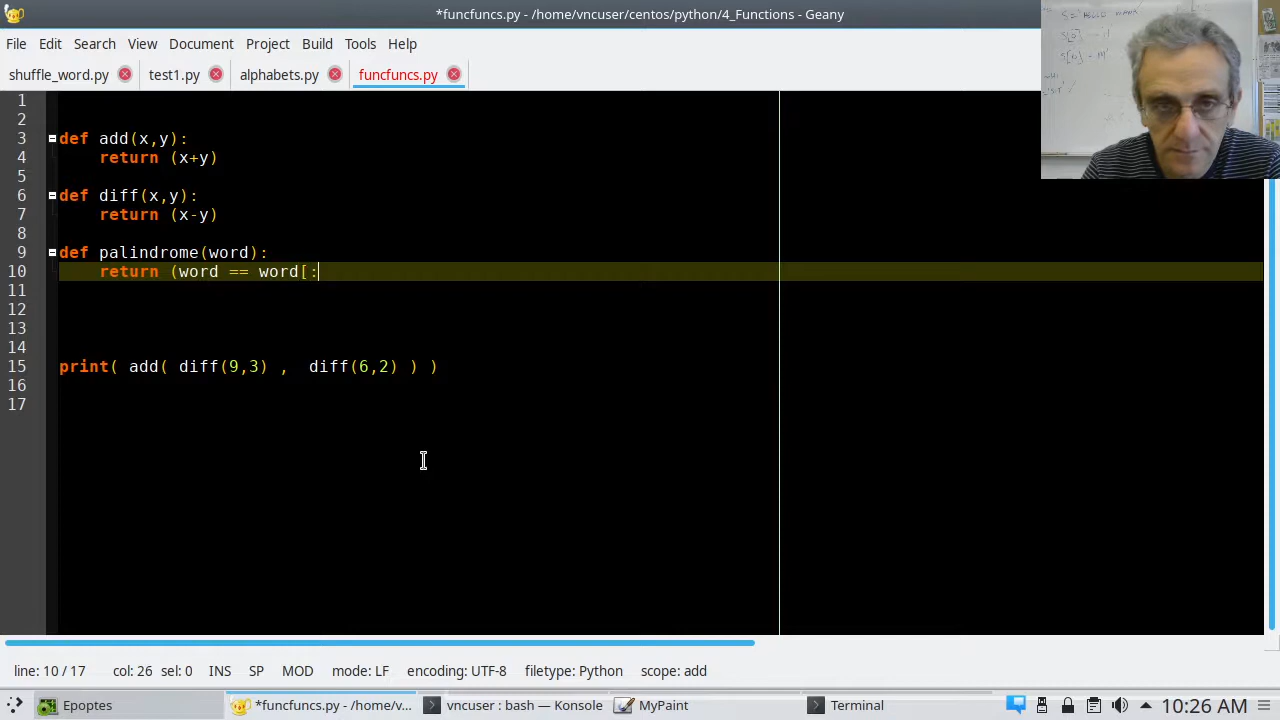 *funcfuncs.py - /home/vncuser/centos/python/4_Functions - Geany
File Edit Search View Document Project Build Tools Help
shuffle_word.py test1.py alphabets.py funcfuncs.py
1
2
3 def add(x,y):
4 return (x+y)
5
6 def diff(x,y):
7 return (x-y)
8
9 def palindrome(word):
10 return (word == word[:
11
12
13
14
15 print( add( diff(9,3) ,  diff(6,2) ) )
16
17
line: 10 / 17 col: 26 sel: 0 INS SP MOD mode: LF encoding: UTF-8 filetype: Python scope: add
Epoptes *funcfuncs.py - /home/v... vncuser : bash — Konsole MyPaint Terminal 10:26 AM